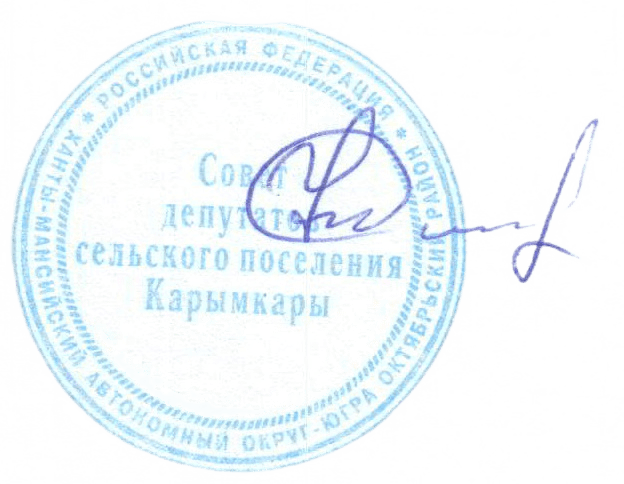 * РОССИЙСКАЯ ФЕДЕРАЦИЯ *
ХАНТЫ-МАНСИЙСКИЙ АВТОНОМНЫЙ ОКРУГ-ЮГРА ОКТЯБРЬСКИЙ РАЙОН
Совет
депутатов
сельского поселения
Карымкары